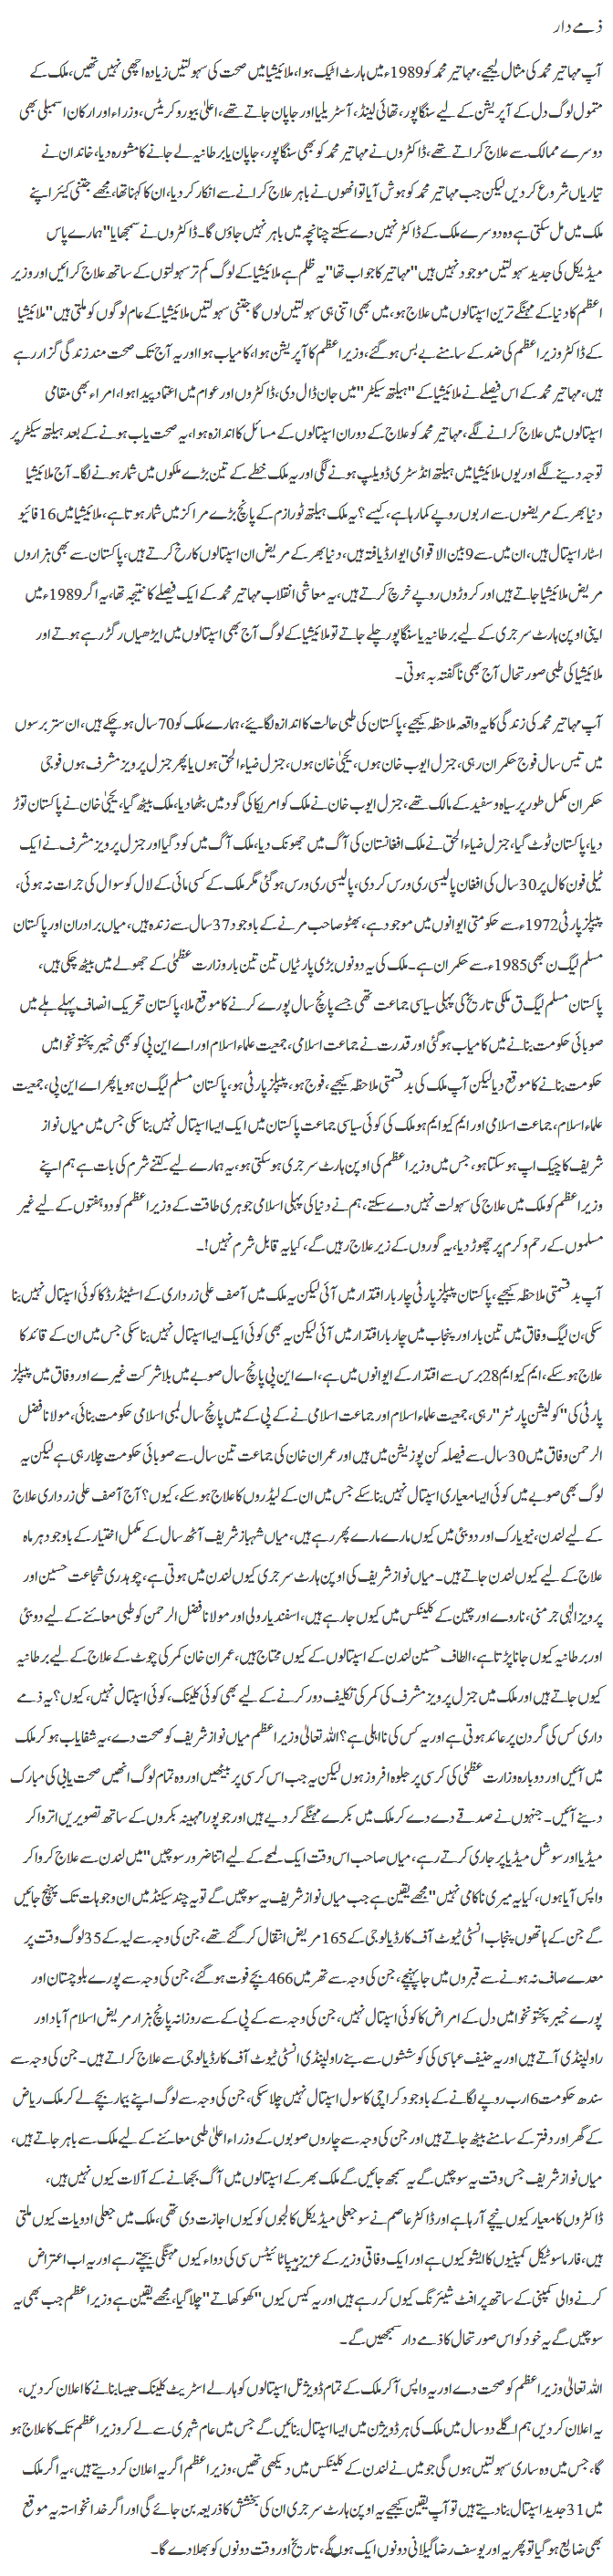 ذمے دار
آپ مہاتیر محمد کی مثال لیجیے، مہاتیر محمد کو 1989ء میں ہارٹ اٹیک ہوا، ملائیشیا میں صحت کی سہولتیں زیادہ اچھی نہیں تھیں، ملک کے
متمول لوگ دل کے آپریشن کے لیے سنگاپور، تھائی لینڈ، آسٹریلیا اور جاپان جاتے تھے، اعلیٰ بیوروکریٹس، وزراء اور ارکان اسمبلی بھی
دوسرے ممالک سے علاج کراتے تھے، ڈاکٹروں نے مہاتیر محمد کو بھی سنگاپور، جاپان یا برطانیہ لے جانے کا مشورہ دیا، خاندان نے
تیاریاں شروع کر دیں لیکن جب مہاتیر محمد کو ہوش آیا تو انھوں نے باہر علاج کرانے سے انکار کر دیا، ان کا کہنا تھا، مجھے جتنی کیئر اپنے
ملک میں مل سکتی ہے وہ دوسرے ملک کے ڈاکٹر نہیں دے سکتے چنانچہ میں باہر نہیں جاؤں گا۔ ڈاکٹروں نے سمجھایا "ہمارے پاس
میڈیکل کی جدید سہولتیں موجود نہیں ہیں" مہاتیر کا جواب تھا "یہ ظلم ہے ملائیشیا کے لوگ کم تر سہولتوں کے ساتھ علاج کرائیں اور وزیر
اعظم کا دنیا کے مہنگے ترین اسپتالوں میں علاج ہو، میں بھی اتنی ہی سہولتیں لوں گا جتنی سہولتیں ملائیشیا کے عام لوگوں کو ملتی ہیں" ملائیشیا
کے ڈاکٹر وزیر اعظم کی ضد کے سامنے بے بس ہو گئے، وزیر اعظم کا آپریشن ہوا، کامیاب ہوا اور یہ آج تک صحت مند زندگی گزار رہے
ہیں، مہاتیر محمد کے اس فیصلے نے ملائیشیا کے "ہیلتھ سیکٹر" میں جان ڈال دی، ڈاکٹروں اور عوام میں اعتماد پیدا ہوا، امراء بھی مقامی
اسپتالوں میں علاج کرانے لگے، مہاتیر محمد کو علاج کے دوران اسپتالوں کے مسائل کا اندازہ ہوا، یہ صحت یاب ہونے کے بعد ہیلتھ سیکٹر پر
توجہ دینے لگے اور یوں ملائیشیا میں ہیلتھ انڈسٹری ڈویلپ ہونے لگی اور یہ ملک خطے کے تین بڑے ملکوں میں شمار ہونے لگا۔ آج ملائیشیا
دنیا بھر کے مریضوں سے اربوں روپے کما رہا ہے، کیسے؟ یہ ملک ہیلتھ ٹورازم کے پانچ بڑے مراکز میں شمار ہوتا ہے، ملائیشیا میں 16 فائیو
اسٹار اسپتال ہیں، ان میں سے 9 بین الاقوامی ایوارڈ یافتہ ہیں، دنیا بھر کے مریض ان اسپتالوں کا رخ کرتے ہیں، پاکستان سے بھی ہزاروں
مریض ملائیشیا جاتے ہیں اور کروڑوں روپے خرچ کرتے ہیں، یہ معاشی انقلاب مہاتیر محمد کے ایک فیصلے کا نتیجہ تھا، یہ اگر 1989ء میں
اپنی اوپن ہارٹ سرجری کے لیے برطانیہ یا سنگاپور چلے جاتے تو ملائیشیا کے لوگ آج بھی اسپتالوں میں ایڑھیاں رگڑ رہے ہوتے اور
ملائیشیا کی طبی صورتحال آج بھی ناگفتہ بہ ہوتی۔
آپ مہاتیر محمد کی زندگی کا یہ واقعہ ملاحظہ کیجیے، پاکستان کی طبی حالت کا اندازہ لگائیے، ہمارے ملک کو 70 سال ہو چکے ہیں، ان ستر برسوں
میں تیس سال فوج حکمران رہی، جنرل ایوب خان ہوں، یحییٰ خان ہوں، جنرل ضیاء الحق ہوں یا پھر جنرل پرویز مشرف ہوں فوجی
حکمران مکمل طور پر سیاہ و سفید کے مالک تھے، جنرل ایوب خان نے ملک کو امریکا کی گود میں بٹھا دیا، ملک بیٹھ گیا، یحییٰ خان نے پاکستان توڑ
دیا، پاکستان ٹوٹ گیا، جنرل ضیاء الحق نے ملک افغانستان کی آگ میں جھونک دیا، ملک آگ میں کود گیا اور جنرل پرویز مشرف نے ایک
ٹیلی فون کال پر 30 سال کی افغان پالیسی ری ورس کر دی، پالیسی ری ورس ہو گئی مگر ملک کے کسی مائی کے لال کو سوال کی جرات نہ ہوئی،
پیپلز پارٹی 1972ء سے حکومتی ایوانوں میں موجود ہے، بھٹو صاحب مرنے کے باوجود 37 سال سے زندہ ہیں، میاں برادران اور پاکستان
مسلم لیگ ن بھی 1985ء سے حکمران ہے۔ ملک کی یہ دونوں بڑی پارٹیاں تین تین بار وزارت عظمیٰ کے جھولے میں بیٹھ چکی ہیں،
پاکستان مسلم لیگ ق ملکی تاریخ کی پہلی سیاسی جماعت تھی جسے پانچ سال پورے کرنے کا موقع ملا، پاکستان تحریک انصاف پہلے ہلے میں
صوبائی حکومت بنانے میں کامیاب ہو گئی اور قدرت نے جماعت اسلامی، جمعیت علماء اسلام اور اے این پی کو بھی خیبر پختونخوا میں
حکومت بنانے کا موقع دیا لیکن آپ ملک کی بدقسمتی ملاحظہ کیجیے، فوج ہو، پیپلز پارٹی ہو، پاکستان مسلم لیگ ن ہو یا پھر اے این پی، جمعیت
علماء اسلام، جماعت اسلامی اور ایم کیو ایم ہو ملک کی کوئی سیاسی جماعت پاکستان میں ایک ایسا اسپتال نہیں بنا سکی جس میں میاں نواز
شریف کا چیک اپ ہو سکتا ہو، جس میں وزیر اعظم کی اوپن ہارٹ سرجری ہو سکتی ہو، یہ ہمارے لیے کتنے شرم کی بات ہے ہم اپنے
وزیر اعظم کو ملک میں علاج کی سہولت نہیں دے سکتے، ہم نے دنیا کی پہلی اسلامی جوہری طاقت کے وزیر اعظم کو دو ہفتوں کے لیے غیر
مسلموں کے رحم و کرم پر چھوڑ دیا، یہ گوروں کے زیر علاج رہیں گے، کیا یہ قابل شرم نہیں!۔
آپ بدقسمتی ملاحظہ کیجیے، پاکستان پیپلز پارٹی چار بار اقتدار میں آئی لیکن یہ ملک میں آصف علی زرداری کے اسٹینڈرڈ کا کوئی اسپتال نہیں بنا
سکی، ن لیگ وفاق میں تین بار اور پنجاب میں چار بار اقتدار میں آئی لیکن یہ بھی کوئی ایک ایسا اسپتال نہیں بنا سکی جس میں ان کے قائد کا
علاج ہو سکے، ایم کیو ایم 28 برس سے اقتدار کے ایوانوں میں ہے، اے این پی پانچ سال صوبے میں بلا شرکت غیرے اور وفاق میں پیپلز
پارٹی کی "کولیشن پارٹنر" رہی، جمعیت علماء اسلام اور جماعت اسلامی نے کے پی کے میں پانچ سال لمبی اسلامی حکومت بنائی، مولانا فضل
الرحمن وفاق میں 30 سال سے فیصلہ کن پوزیشن میں ہیں اور عمران خان کی جماعت تین سال سے صوبائی حکومت چلا رہی ہے لیکن یہ
لوگ بھی صوبے میں کوئی ایسا معیاری اسپتال نہیں بنا سکے جس میں ان کے لیڈروں کا علاج ہو سکے، کیوں؟ آج آصف علی زرداری علاج
کے لیے لندن، نیویارک اور دوبئی میں کیوں مارے مارے پھر رہے ہیں، میاں شہباز شریف آٹھ سال کے مکمل اختیار کے باوجود ہر ماہ
علاج کے لیے کیوں لندن جاتے ہیں۔ میاں نواز شریف کی اوپن ہارٹ سرجری کیوں لندن میں ہوتی ہے، چوہدری شجاعت حسین اور
پرویز الٰہی جرمنی، ناروے اور چین کے کلینکس میں کیوں جا رہے ہیں، اسفند یار ولی اور مولانا فضل الرحمن کو طبی معائنے کے لیے دوبئی
اور برطانیہ کیوں جانا پڑتا ہے، الطاف حسین لندن کے اسپتالوں کے کیوں محتاج ہیں، عمران خان کمر کی چوٹ کے علاج کے لیے برطانیہ
کیوں جاتے ہیں اور ملک میں جنرل پرویز مشرف کی کمر کی تکلیف دور کرنے کے لیے بھی کوئی کلینک، کوئی اسپتال نہیں، کیوں؟ یہ ذمے
داری کس کی گردن پر عائد ہوتی ہے اور یہ کس کی نااہلی ہے؟ اللہ تعالیٰ وزیر اعظم میاں نواز شریف کو صحت دے، یہ شفایاب ہو کر ملک
میں آئیں اور دوبارہ وزارت عظمیٰ کی کرسی پر جلوہ افروز ہوں لیکن یہ جب اس کرسی پر بیٹھیں اور وہ تمام لوگ انھیں صحت یابی کی مبارک
دینے آئیں۔ جنہوں نے صدقے دے دے کر ملک میں بکرے مہنگے کر دیے ہیں اور جو پورا مہینہ بکروں کے ساتھ تصویریں اتروا کر
میڈیا اور سوشل میڈیا پر جاری کرتے رہے، میاں صاحب اس وقت ایک لمحے کے لیے اتنا ضرور سوچیں "میں لندن سے علاج کروا کر
واپس آیا ہوں، کیا یہ میری ناکامی نہیں" مجھے یقین ہے جب میاں نواز شریف یہ سوچیں گے تو یہ چند سیکنڈ میں ان وجوہات تک پہنچ جائیں
گے جن کے ہاتھوں پنجاب انسٹی ٹیوٹ آف کارڈیالوجی کے 165 مریض انتقال کر گئے تھے، جن کی وجہ سے لیہ کے 35 لوگ وقت پر
معدے صاف نہ ہونے سے قبروں میں جا پہنچے، جن کی وجہ سے تھر میں 466 بچے فوت ہو گئے، جن کی وجہ سے پورے بلوچستان اور
پورے خیبر پختونخوا میں دل کے امراض کا کوئی اسپتال نہیں، جن کی وجہ سے کے پی کے سے روزانہ پانچ ہزار مریض اسلام آباد اور
راولپنڈی آتے ہیں اور یہ حنیف عباسی کی کوششوں سے بنے راولپنڈی انسٹی ٹیوٹ آف کارڈیالوجی سے علاج کراتے ہیں۔ جن کی وجہ سے
سندھ حکومت 6 ارب روپے لگانے کے باوجود کراچی کا سول اسپتال نہیں چلا سکی، جن کی وجہ سے لوگ اپنے بیمار بچے لے کر ملک ریاض
کے گھر اور دفتر کے سامنے بیٹھ جاتے ہیں اور جن کی وجہ سے چاروں صوبوں کے وزراء اعلیٰ طبی معائنے کے لیے ملک سے باہر جاتے ہیں،
میاں نواز شریف جس وقت یہ سوچیں گے یہ سمجھ جائیں گے ملک بھر کے اسپتالوں میں آگ بجھانے کے آلات کیوں نہیں ہیں،
ڈاکٹروں کا معیار کیوں نیچے آ رہا ہے اور ڈاکٹر عاصم نے سو جعلی میڈیکل کالجوں کو کیوں اجازت دی تھی، ملک میں جعلی ادویات کیوں ملتی
ہیں، فارماسوٹیکل کمپنیوں کا ایشو کیوں ہے اور ایک وفاقی وزیر کے عزیز ہیپاٹائیٹس سی کی دواء کیوں مہنگی بیچتے رہے اور یہ اب اعتراض
کرنے والی کمپنی کے ساتھ پرافٹ شیئرنگ کیوں کر رہے ہیں اور یہ کیس کیوں "کھوکھاتے" چلا گیا، مجھے یقین ہے وزیر اعظم جب بھی یہ
سوچیں گے یہ خود کو اس صورتحال کا ذمے دار سمجھیں گے۔
اللہ تعالیٰ وزیر اعظم کو صحت دے اور یہ واپس آ کر ملک کے تمام ڈویژنل اسپتالوں کو ہارلے اسٹریٹ کلینک جیسا بنانے کا اعلان کر دیں،
یہ اعلان کر دیں ہم اگلے دو سال میں ملک کی ہر ڈویژن میں ایسا اسپتال بنائیں گے جس میں عام شہری سے لے کر وزیر اعظم تک کا علاج ہو
گا، جس میں وہ ساری سہولتیں ہوں گی جو میں نے لندن کے کلینکس میں دیکھی تھیں، وزیر اعظم اگر یہ اعلان کر دیتے ہیں، یہ اگر ملک
میں 31 جدید اسپتال بنا دیتے ہیں تو آپ یقین کیجیے یہ اوپن ہارٹ سرجری ان کی بخشش کا ذریعہ بن جائے گی اور اگر خدانخواستہ یہ موقع
بھی ضایع ہو گیا تو پھر یہ اور یوسف رضا گیلانی دونوں ایک ہوں گے، تاریخ اور وقت دونوں کو بھلا دے گا۔